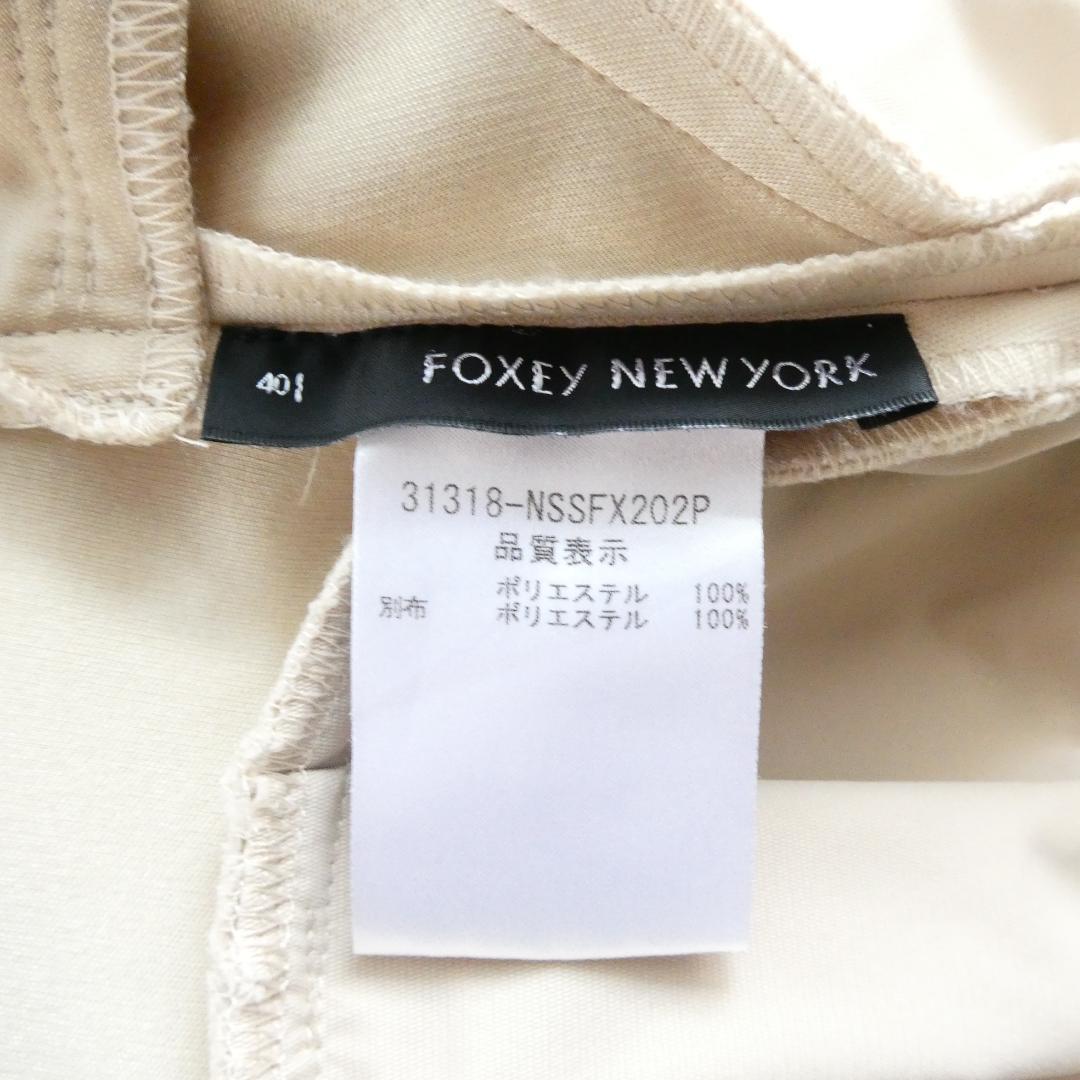 40
FOXEY NEW YORK
31318-NSSFX202P
品質表示
ポリエステル 100%
別布 ポリエステル 100%